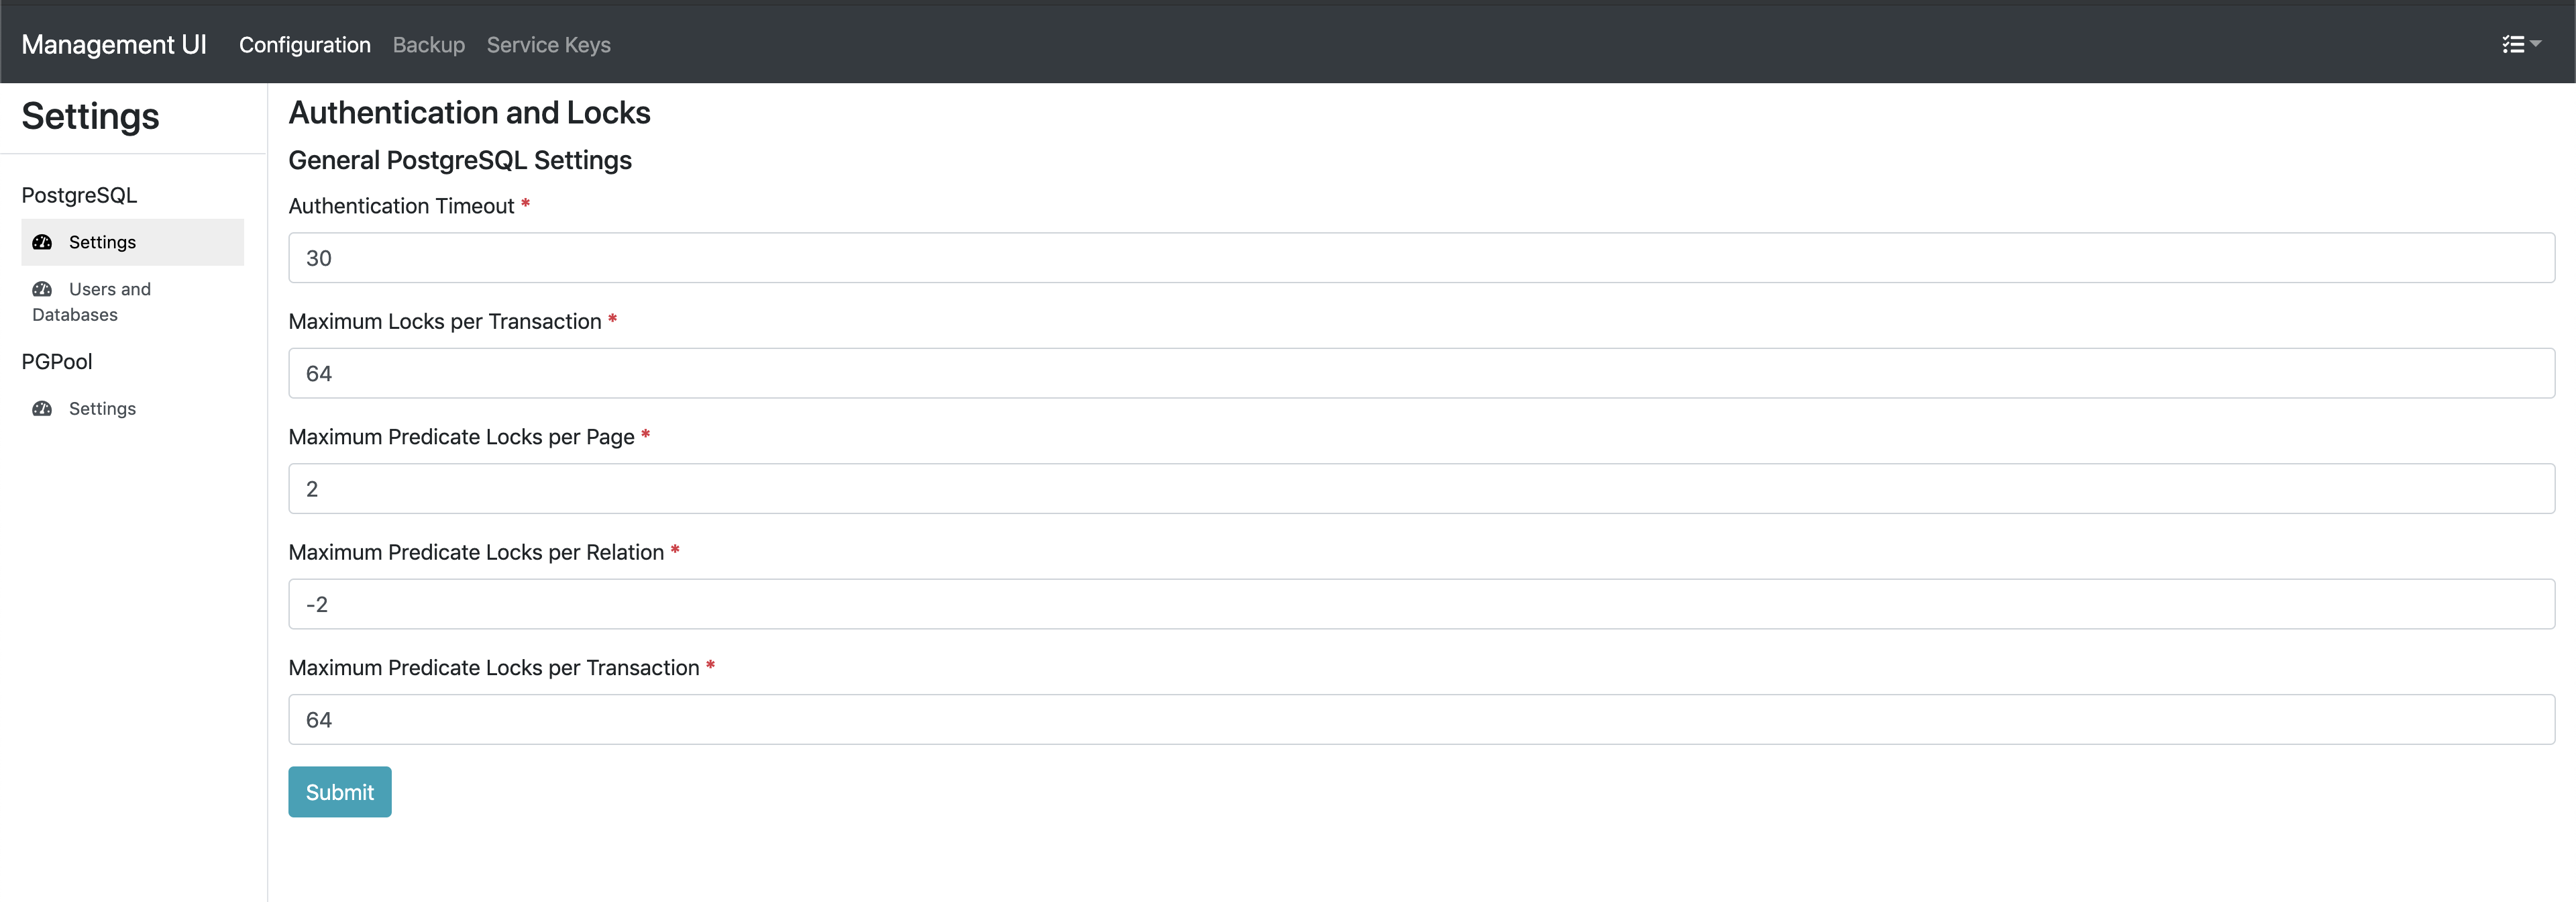 Management UI Configuration Backup Service Keys
Settings
PostgreSQL
Settings
Users and
Databases
PGPool
Settings
Authentication and Locks
General PostgreSQL Settings
Authentication Timeout *
30
Maximum Locks per Transaction *
64
Maximum Predicate Locks per Page *
2
Maximum Predicate Locks per Relation *
-2
Maximum Predicate Locks per Transaction *
64
Submit